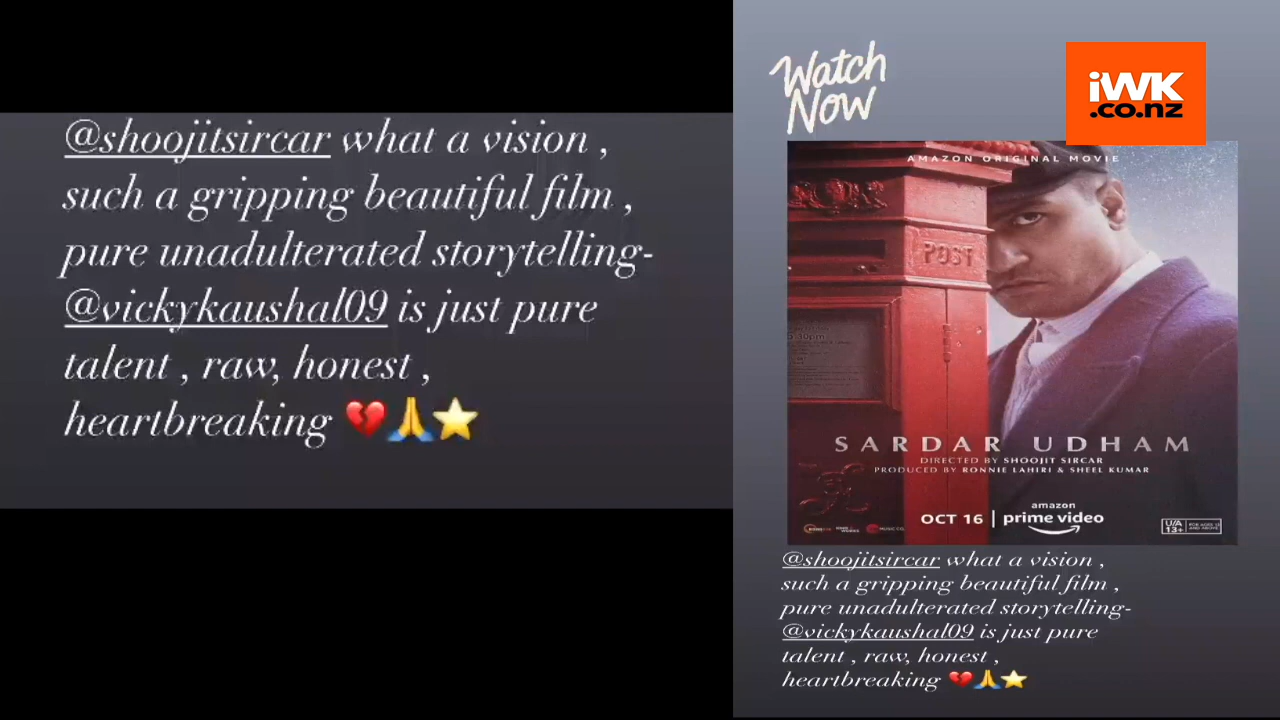 @shoojitsircar what a vision ,
such a gripping beautiful film ,
pure unadulterated storytelling-
@vickykaushal09 is just pure
talent , raw, honest ,
heartbreaking 💔🙏⭐
Watch
Now
iWK
.co.nz
AMAZON ORIGINAL MOVIE
POST
SARDAR UDHAM
DIRECTED BY SHOOJIT SIRCAR
PRODUCED BY RONNIE LAHIRI & SHEEL KUMAR
OCT 16 | amazon prime video
U/A
13+
@shoojitsircar what a vision ,
such a gripping beautiful film ,
pure unadulterated storytelling-
@vickykaushal09 is just pure
talent , raw, honest ,
heartbreaking 💔🙏⭐